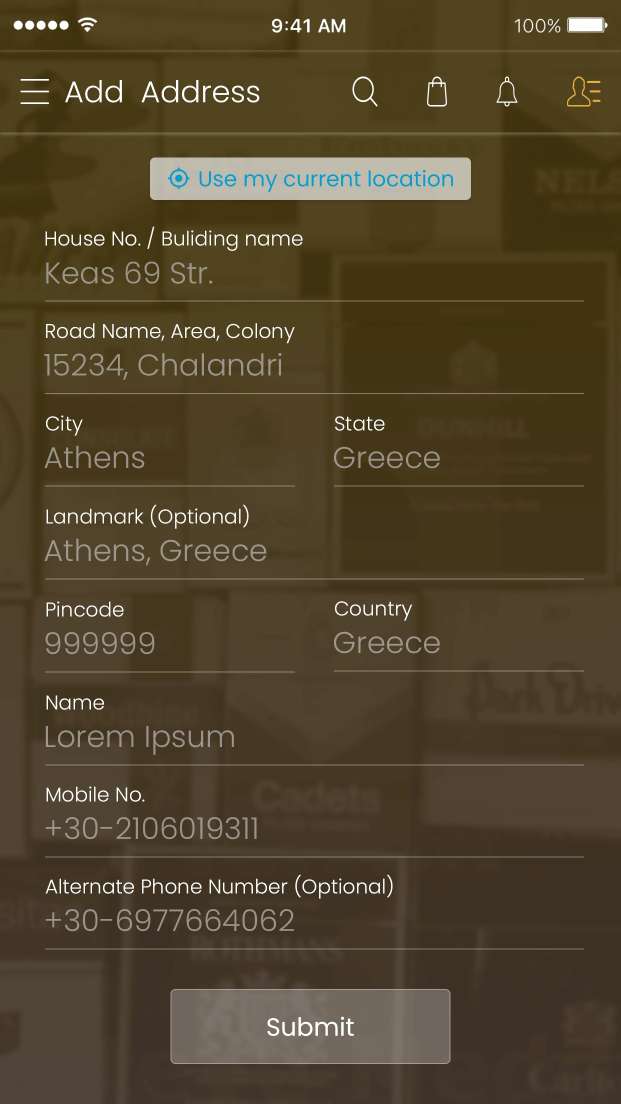 9:41 AM
100%
Add Address
Use my current location
House No. / Buliding name
Keas 69 Str.
Road Name, Area, Colony
15234, Chalandri
City
State
Athens
Greece
Landmark (Optional)
Athens, Greece
Pincode
Country
999999
Greece
Name
Lorem Ipsum
Mobile No.
+30-2106019311
Alternate Phone Number (Optional)
+30-6977664062
Cadets
ROTHMANS
Submit